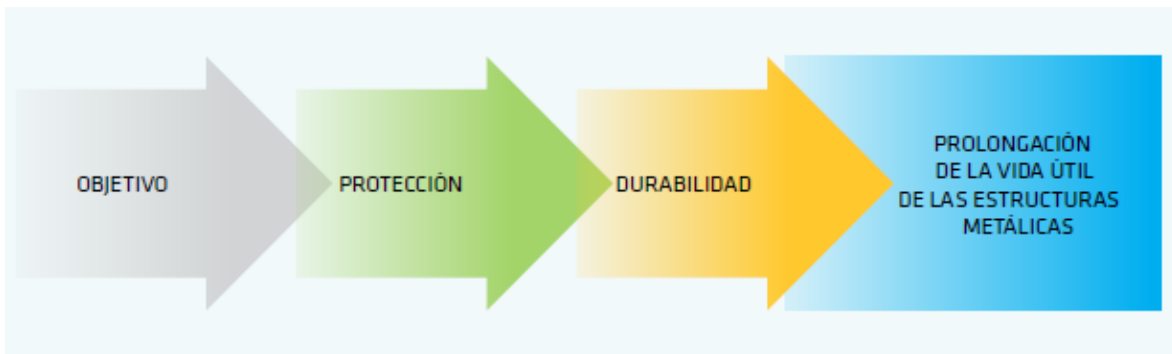 OBJETIVO
PROTECCIÓN
DURABILIDAD
PROLONGACIÓN
DE LA VIDA ÚTIL
DE LAS ESTRUCTURAS
METÁLICAS